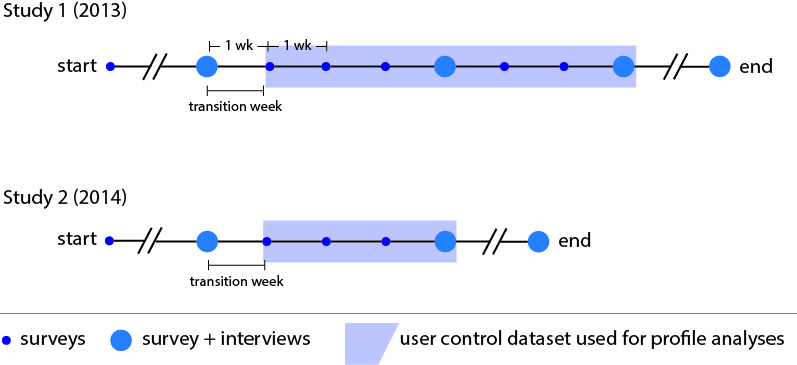 Study 1 (2013)
1 wk 1 wk
start end
transition week
Study 2 (2014)
start end
transition week
surveys survey + interviews user control dataset used for profile analyses